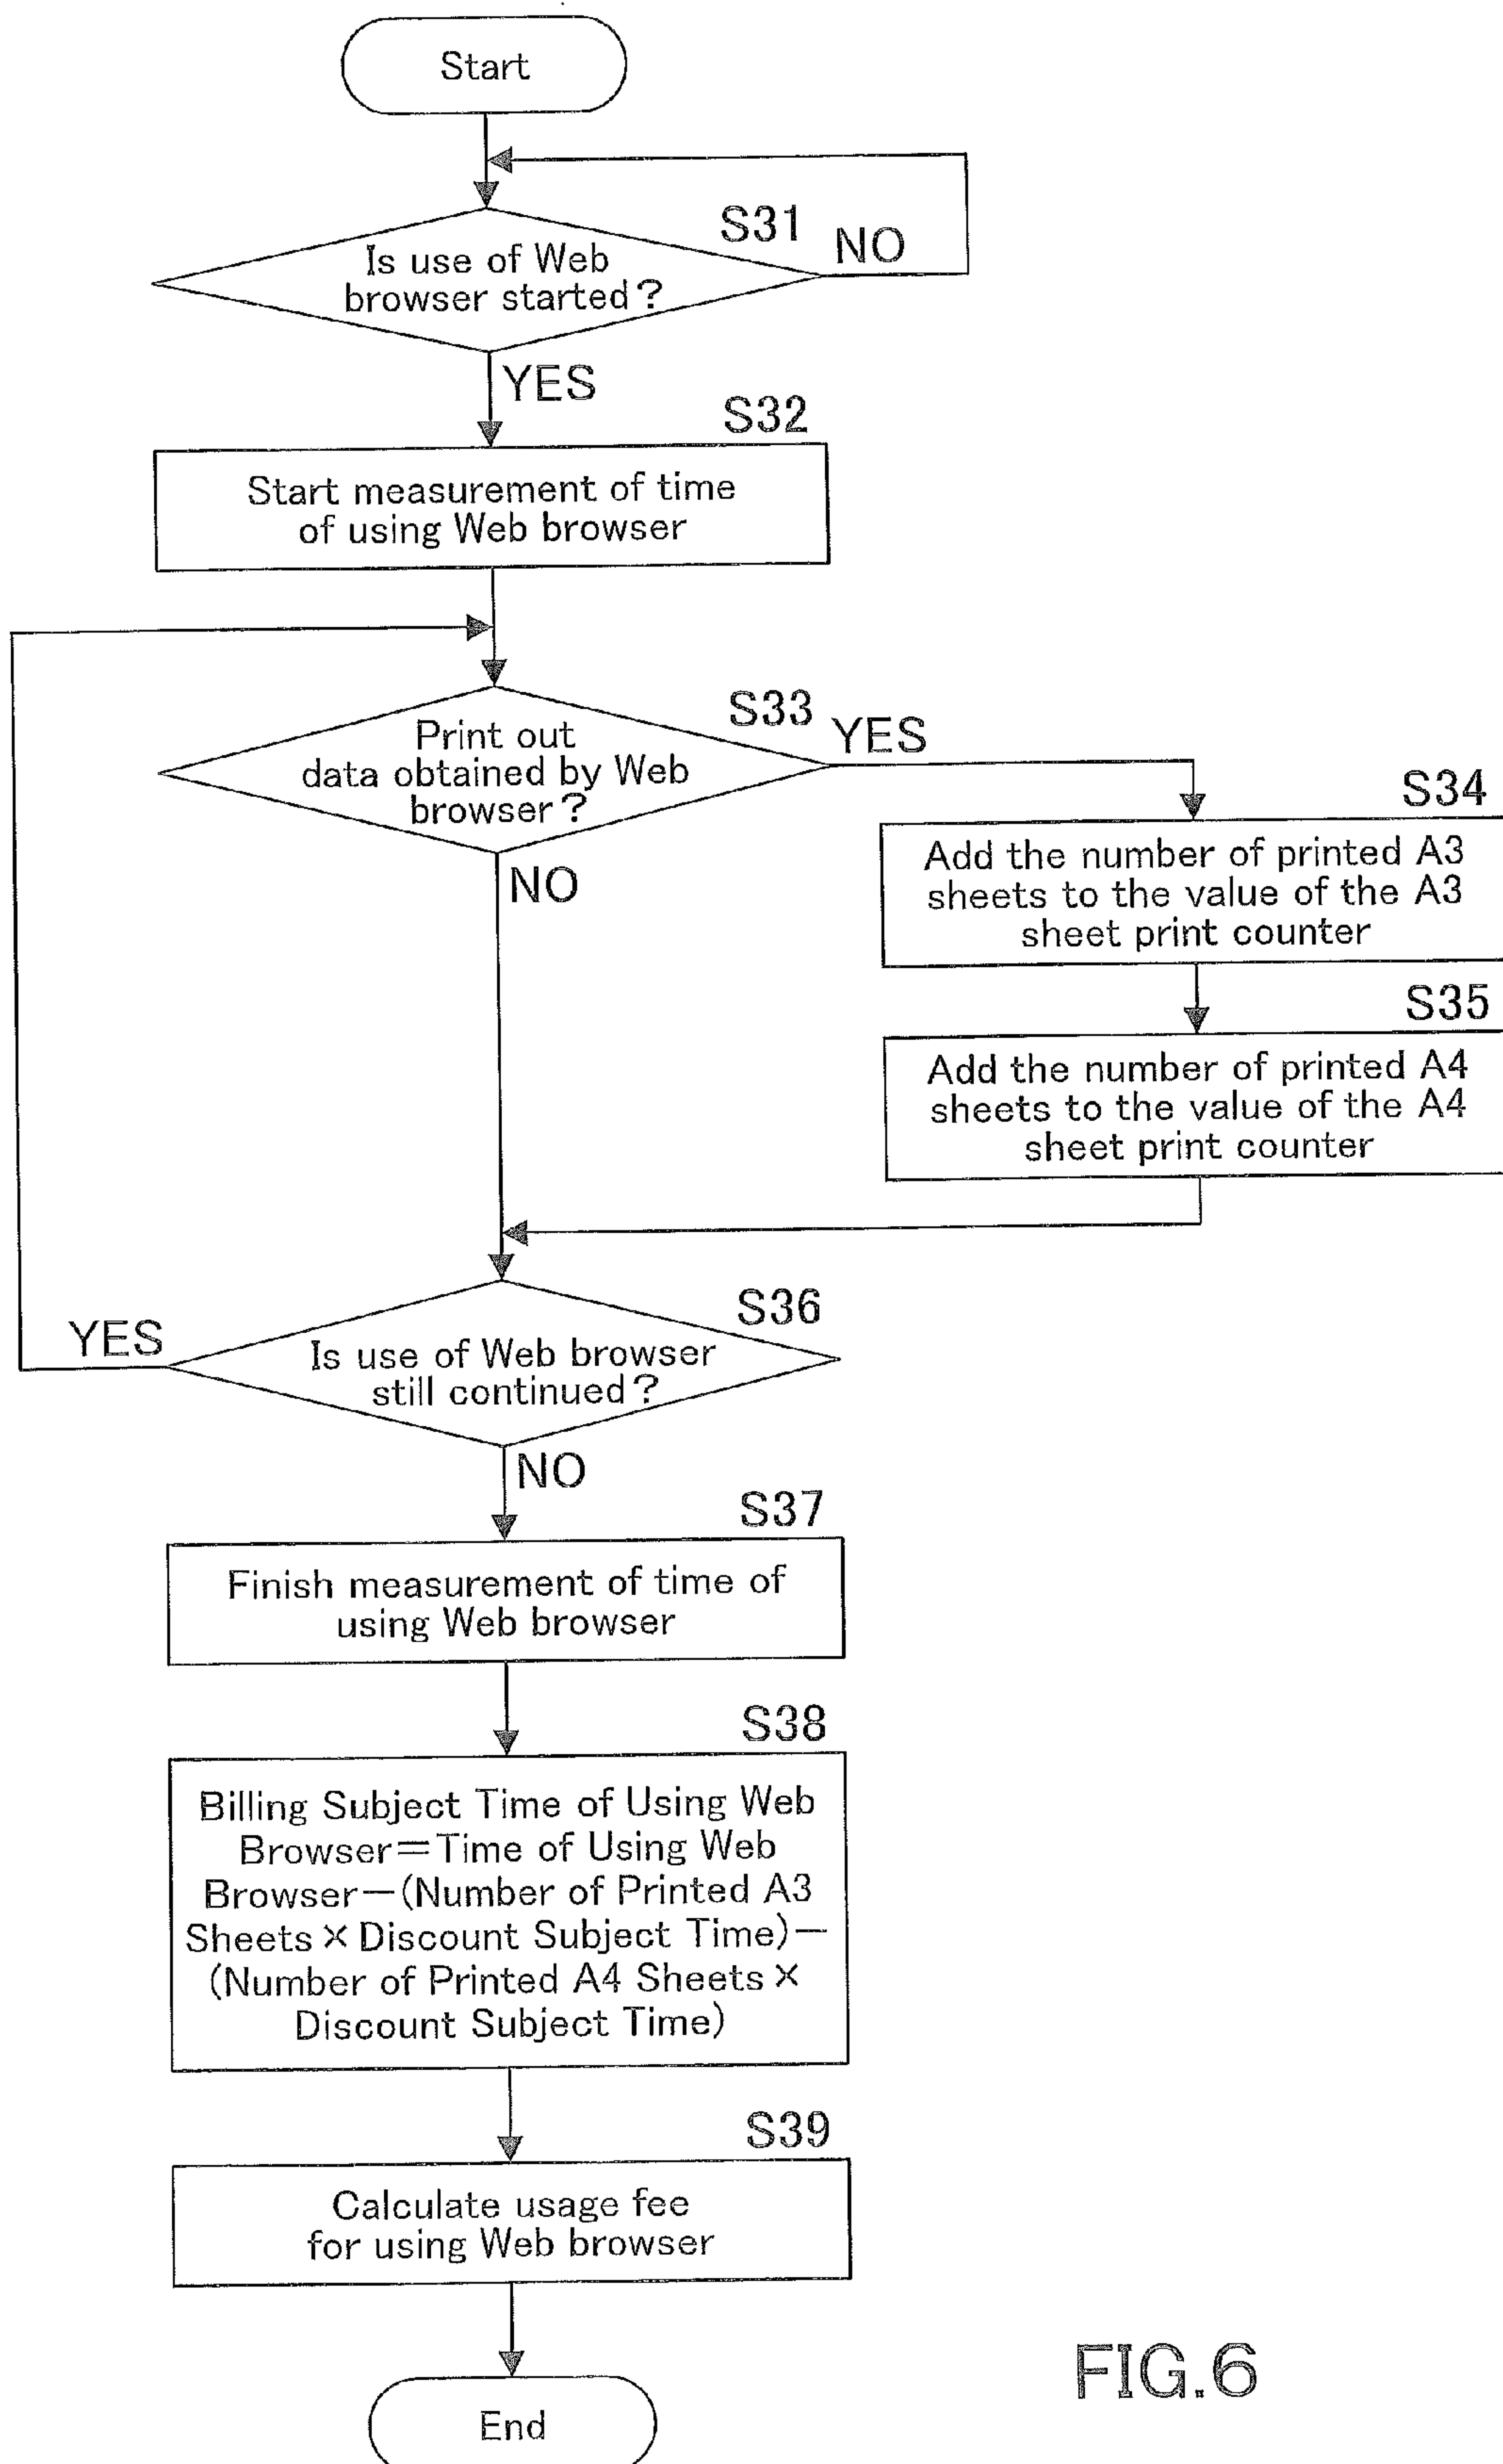 Start
S31
NO
Is use of Web
browser started?
YES
S32
Start measurement of time
of using Web browser
S33
YES
Print out
data obtained by Web
browser?
NO
S34
Add the number of printed A3
sheets to the value of the A3
sheet print counter
S35
Add the number of printed A4
sheets to the value of the A4
sheet print counter
S36
YES
Is use of Web browser
still continued?
NO
S37
Finish measurement of time of
using Web browser
S38
Billing Subject Time of Using Web
Browser=Time of Using Web
Browser−(Number of Printed A3
Sheets×Discount Subject Time)−
(Number of Printed A4 Sheets×
Discount Subject Time)
S39
Calculate usage fee
for using Web browser
End
FIG.6